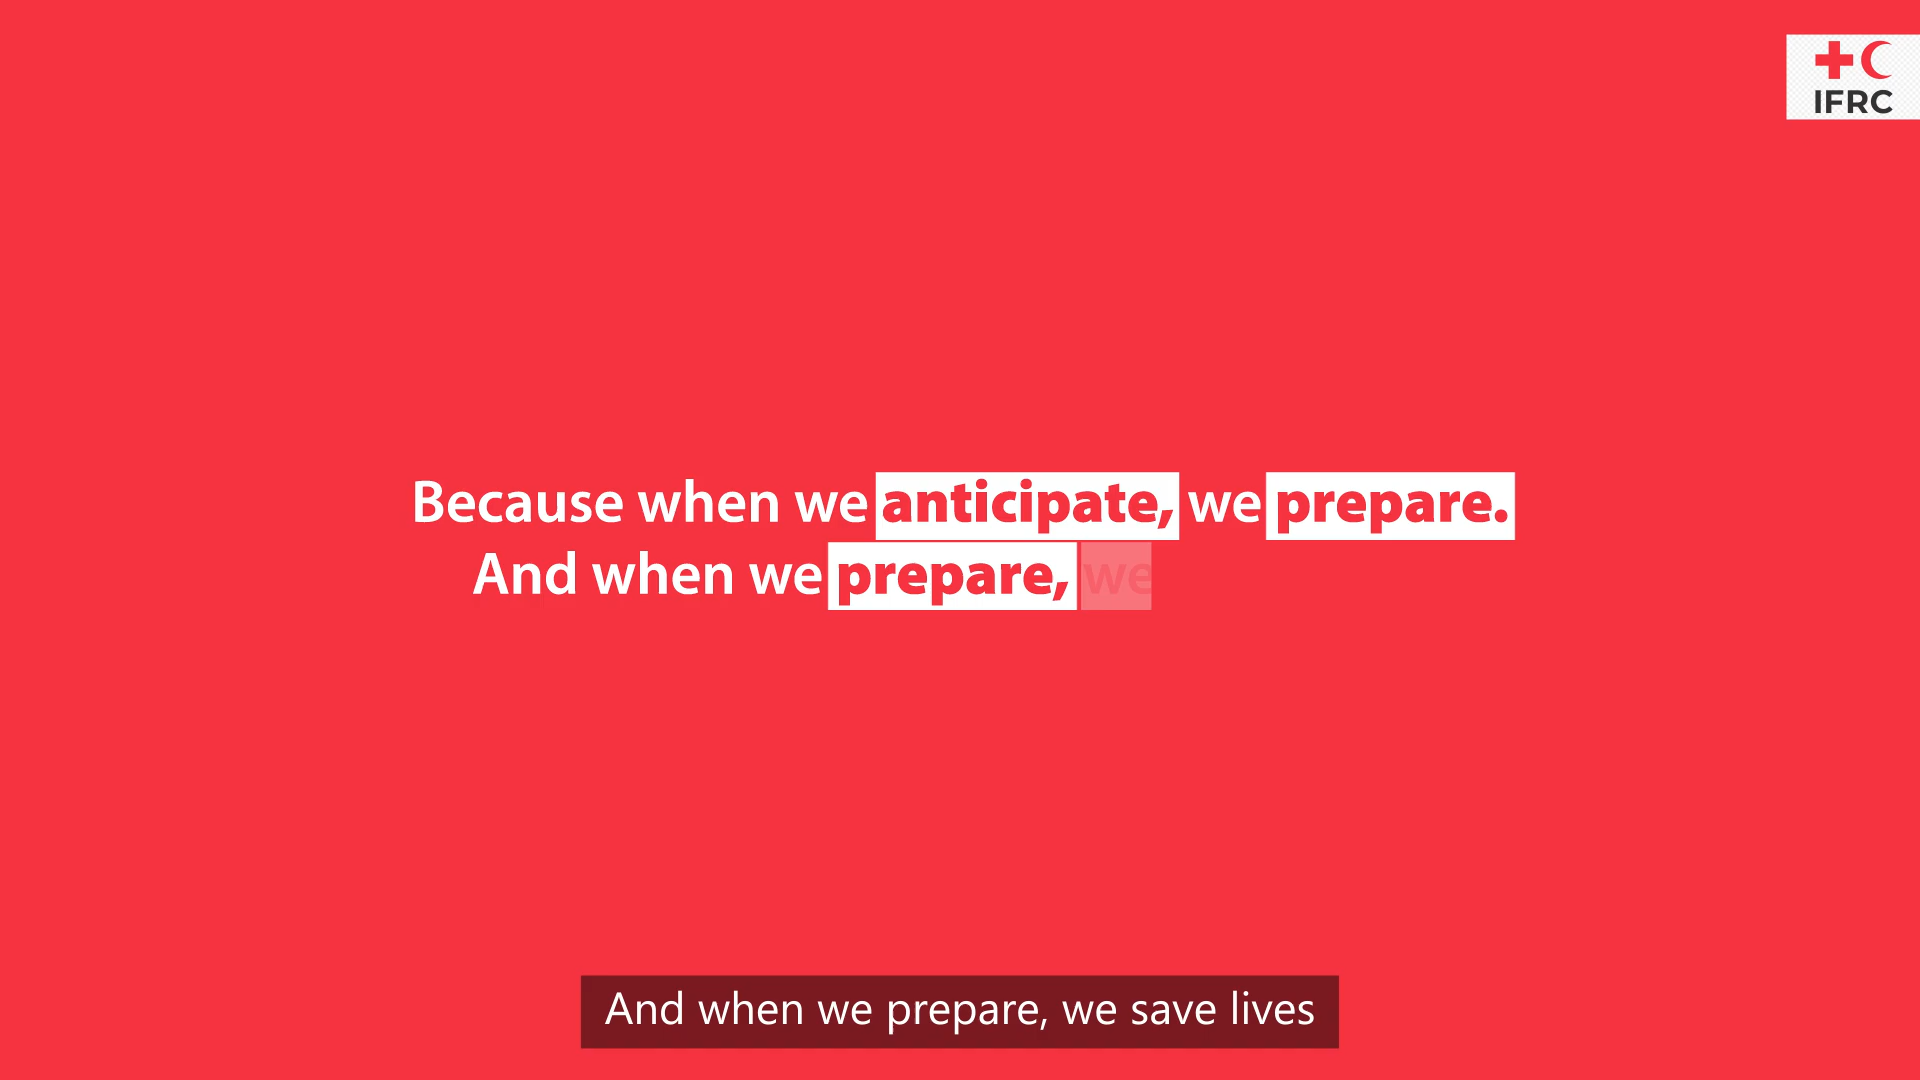 IFRC
Because when we anticipate, we prepare.
And when we prepare, we
And when we prepare, we save lives